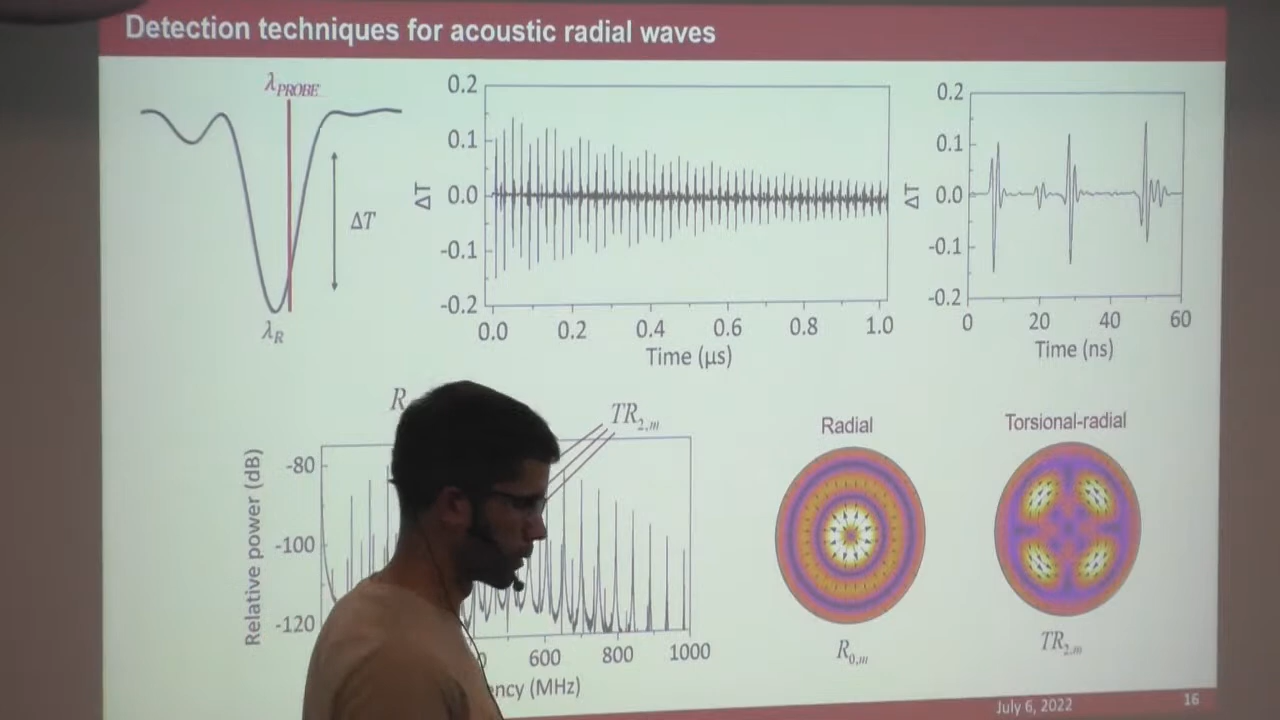 Detection techniques for acoustic radial waves
λPROBE
ΔT
λR
0.2
0.1
0.0
-0.1
-0.2
ΔT
0.0 0.2 0.4 0.6 0.8 1.0
Time (µs)
0.2
0.1
0.0
-0.1
-0.2
ΔT
0 20 40 60
Time (ns)
R
TR2,m
-80
-100
-120
Relative power (dB)
600 800 1000
ency (MHz)
Radial
R0,m
Torsional-radial
TR2,m
July 6, 2022
16